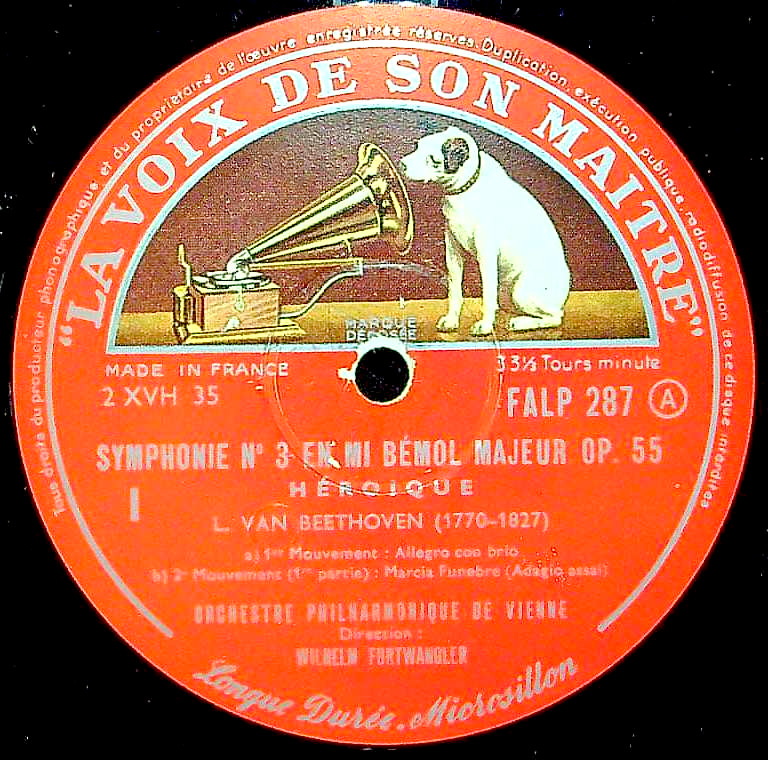 Tous droits du producteur phonographique et du propriétaire de l'œuvre enregistrée réservés. Duplication, exécution publique, radiodiffusion de ce disque interdites
"LA VOIX DE SON MAITRE"
MARQUE
DÉPOSÉE
MADE IN FRANCE
33⅓ Tours minute
2 XVH 35
FALP 287 A
SYMPHONIE N° 3 EN MI BÉMOL MAJEUR OP. 55
I
HÉROIQUE
L. VAN BEETHOVEN (1770-1827)
a) 1er Mouvement : Allegro con brio
b) 2e Mouvement (1re partie) : Marcia Funebre (Adagio assai)
ORCHESTRE PHILHARMONIQUE DE VIENNE
Direction :
WILHELM FURTWANGLER
Longue Durée. Microsillon